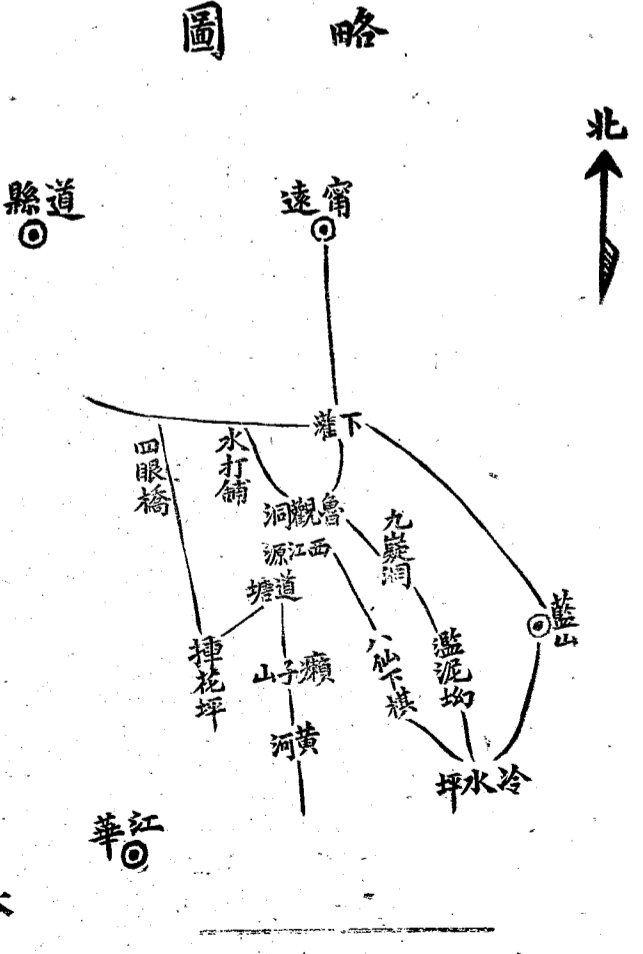 略圖
北
道縣
甯遠
下灌
四眼橋
水打舖
魯觀洞
西江源
道塘
九嶷洞
藍山
濫泥坳
八仙下棋
癩子山
揰花坪
黃河
冷水坪
江華